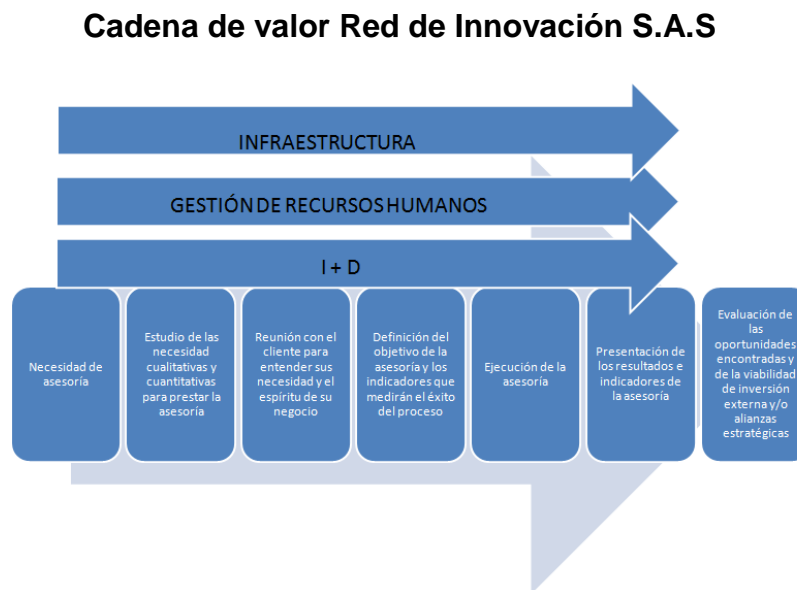 Cadena de valor Red de Innovación S.A.S
INFRAESTRUCTURA
GESTIÓN DE RECURSOS HUMANOS
I + D
Necesidad de
asesoría
Estudio de las
necesidad
cualitativas y
cuantitativas
para prestar la
asesoría
Reunión con el
cliente para
entender sus
necesidad y el
espíritu de su
negocio
Definición del
objetivo de la
asesoría y los
indicadores que
medirán el éxito
del proceso
Ejecución de la
asesoría
Presentación de
los resultados e
indicadores de
la asesoría
Evaluación de
las
oportunidades
encontradas y
de la viabilidad
de inversión
externa y/o
alianzas
estratégicas